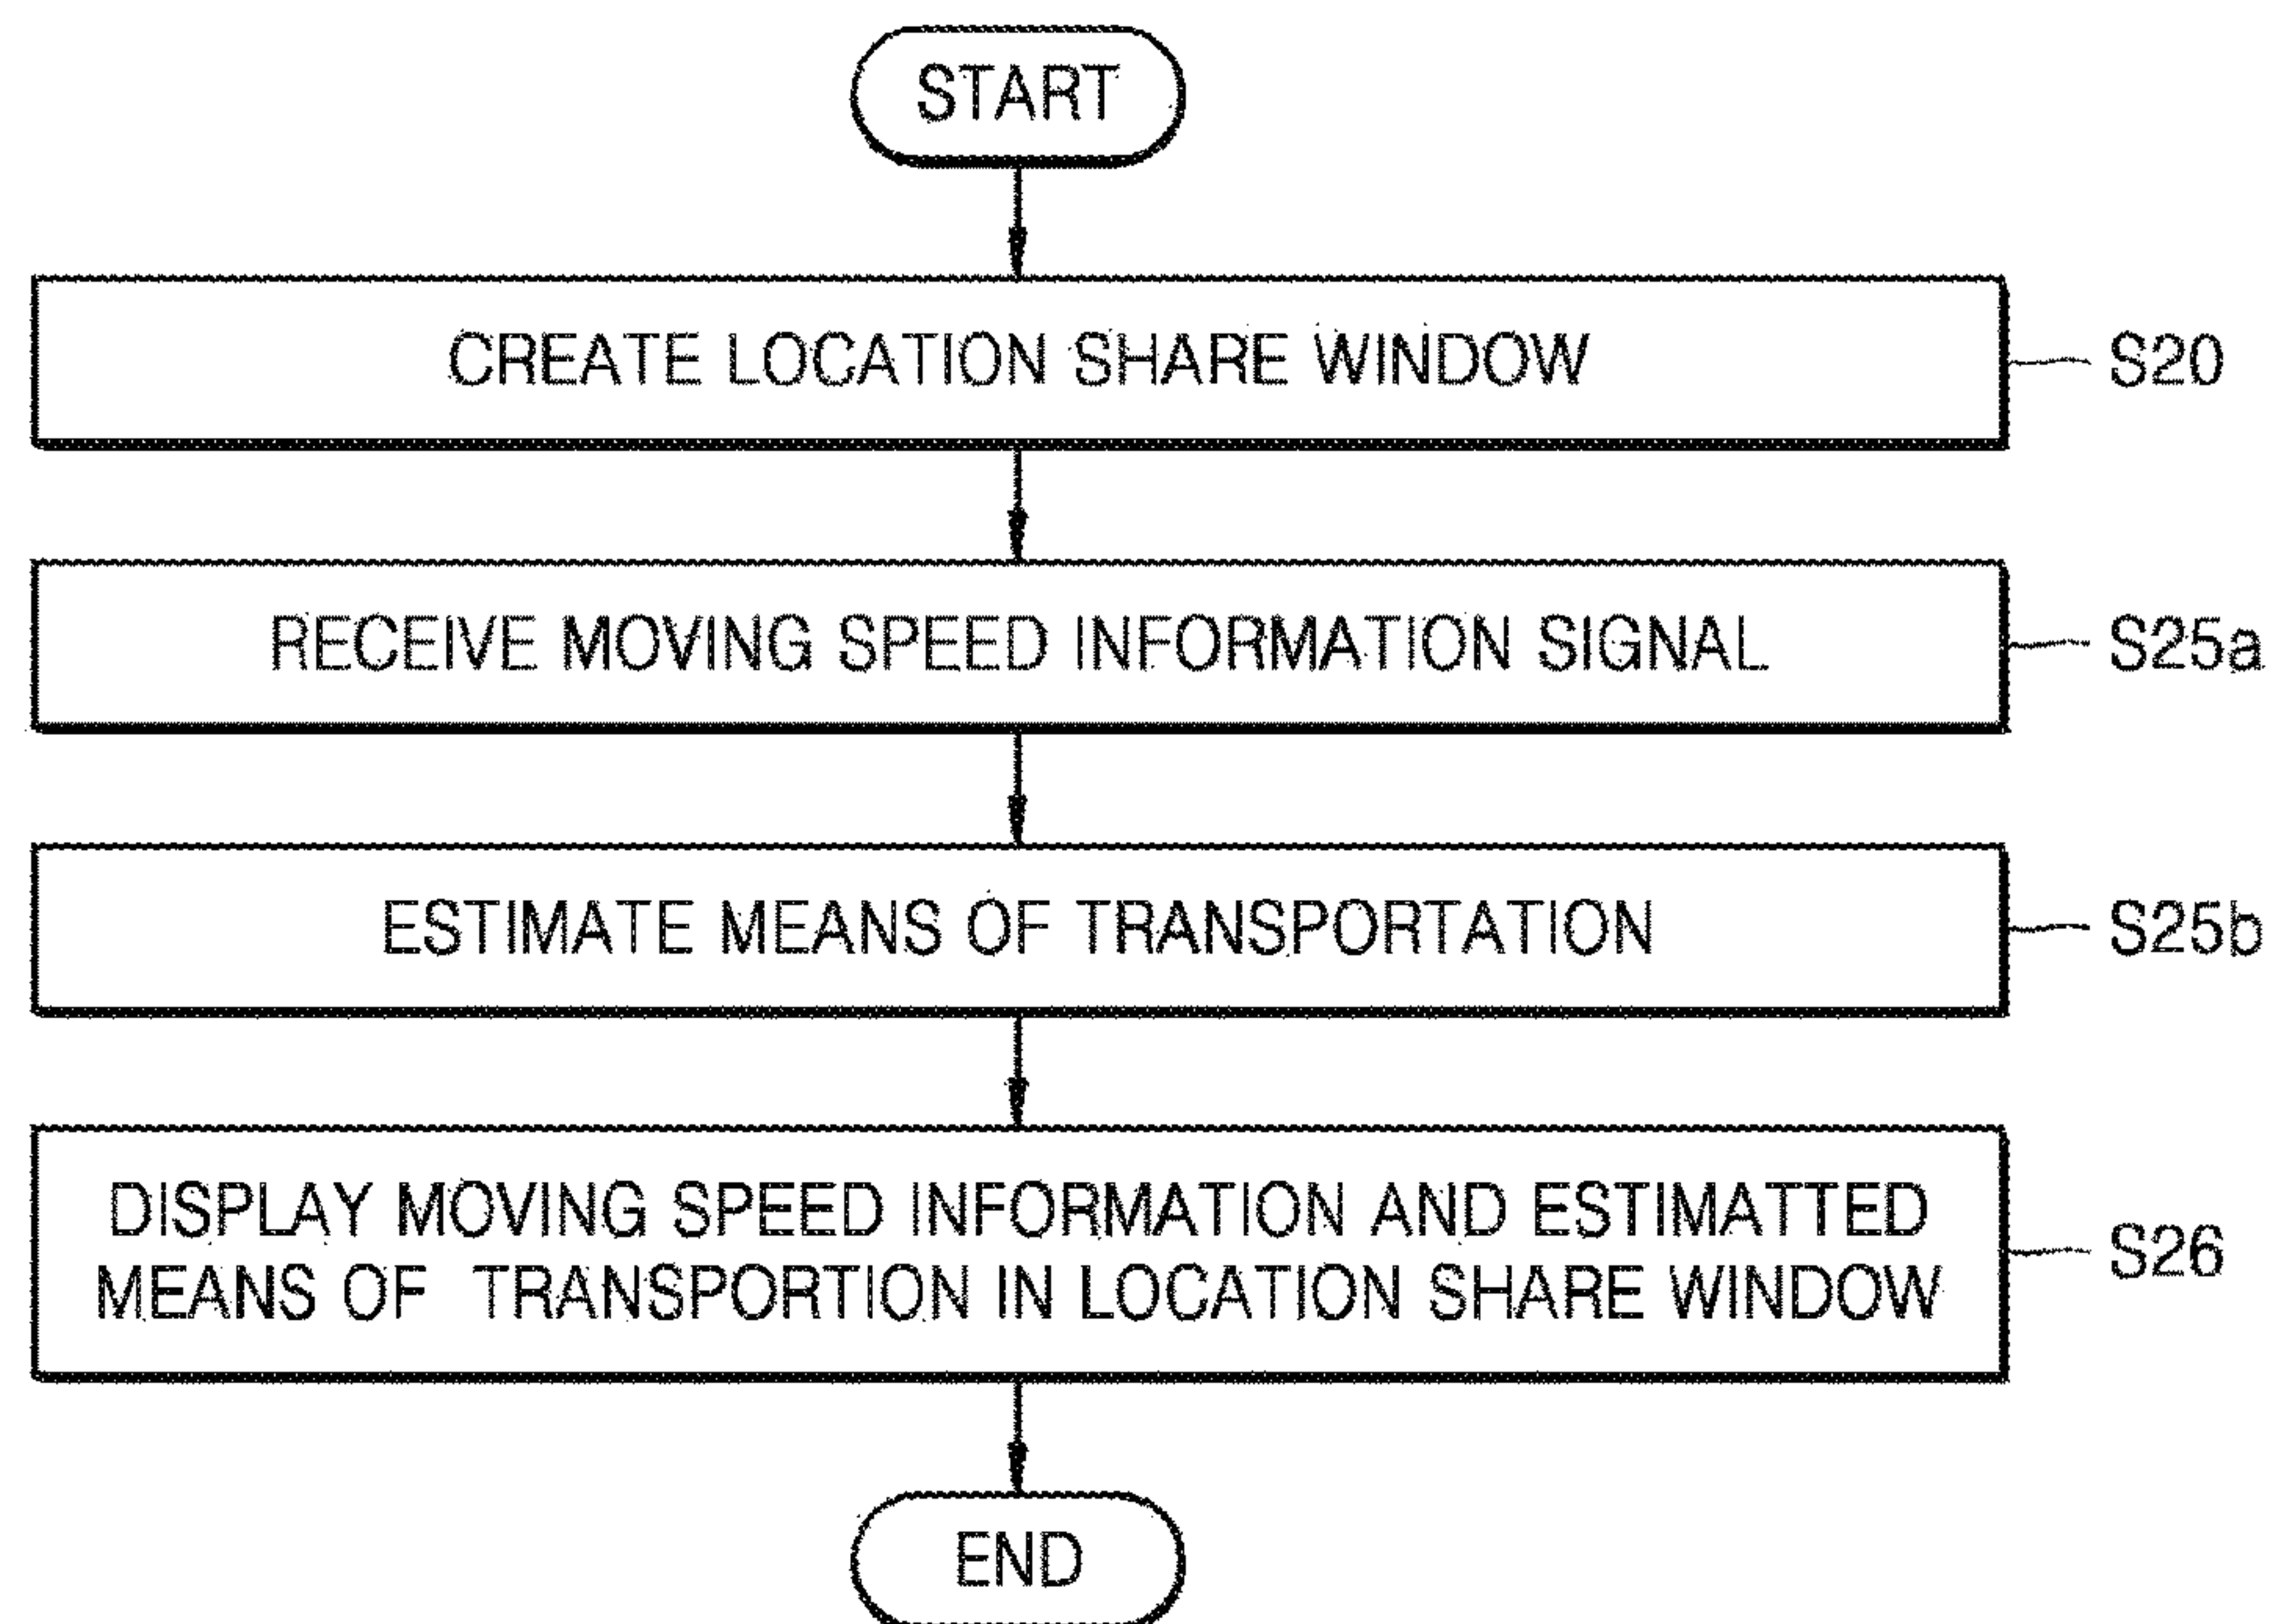 START
CREATE LOCATION SHARE WINDOW
S20
RECEIVE MOVING SPEED INFORMATION SIGNAL
S25a
ESTIMATE MEANS OF TRANSPORTATION
S25b
DISPLAY MOVING SPEED INFORMATION AND ESTIMATTED
MEANS OF TRANSPORTION IN LOCATION SHARE WINDOW
S26
END